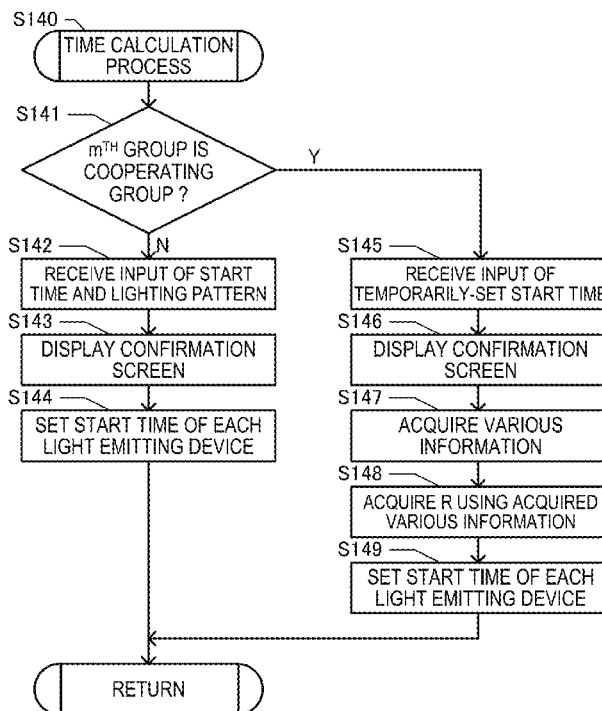 S140
TIME CALCULATION
PROCESS
S141
mTH GROUP IS
COOPERATING
GROUP ?
Y
N
S142
RECEIVE INPUT OF START
TIME AND LIGHTING PATTERN
S143
DISPLAY CONFIRMATION
SCREEN
S144
SET START TIME OF EACH
LIGHT EMITTING DEVICE
S145
RECEIVE INPUT OF
TEMPORARILY-SET START TIME
S146
DISPLAY CONFIRMATION
SCREEN
S147
ACQUIRE VARIOUS
INFORMATION
S148
ACQUIRE R USING ACQUIRED
VARIOUS INFORMATION
S149
SET START TIME OF EACH
LIGHT EMITTING DEVICE
RETURN